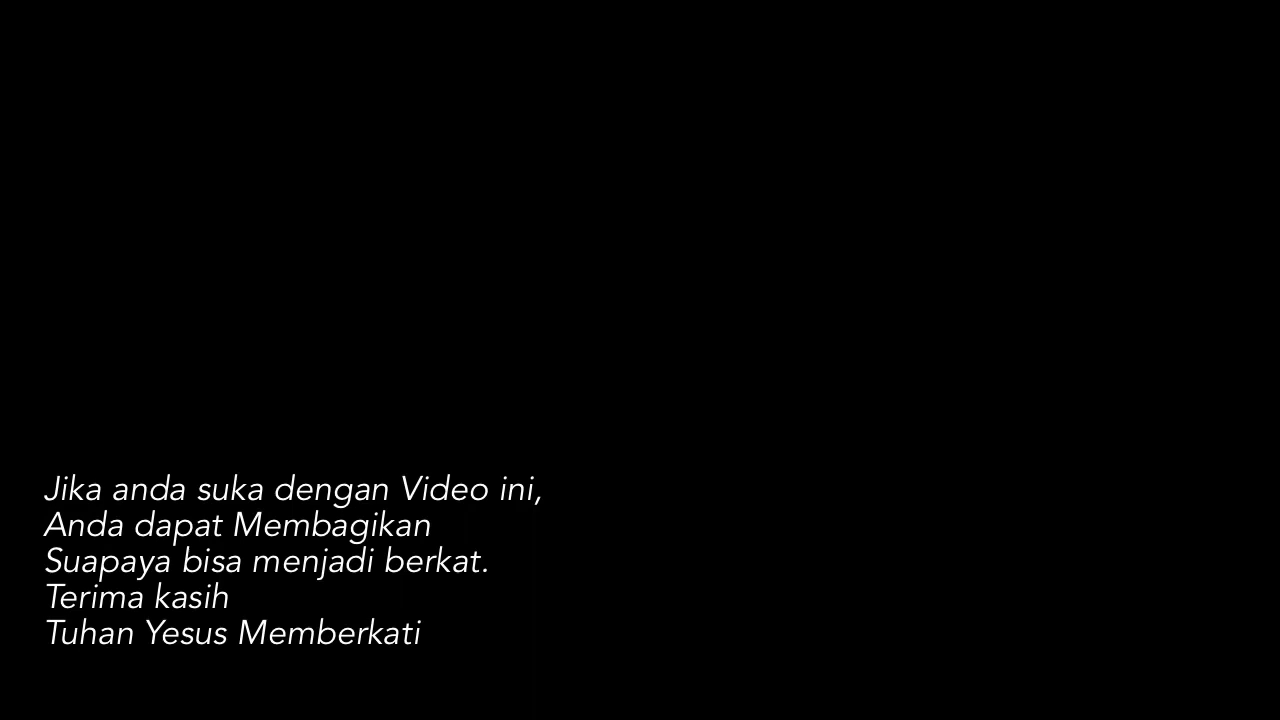 Jika anda suka dengan Video ini,
Anda dapat Membagikan
Suapaya bisa menjadi berkat.
Terima kasih
Tuhan Yesus Memberkati